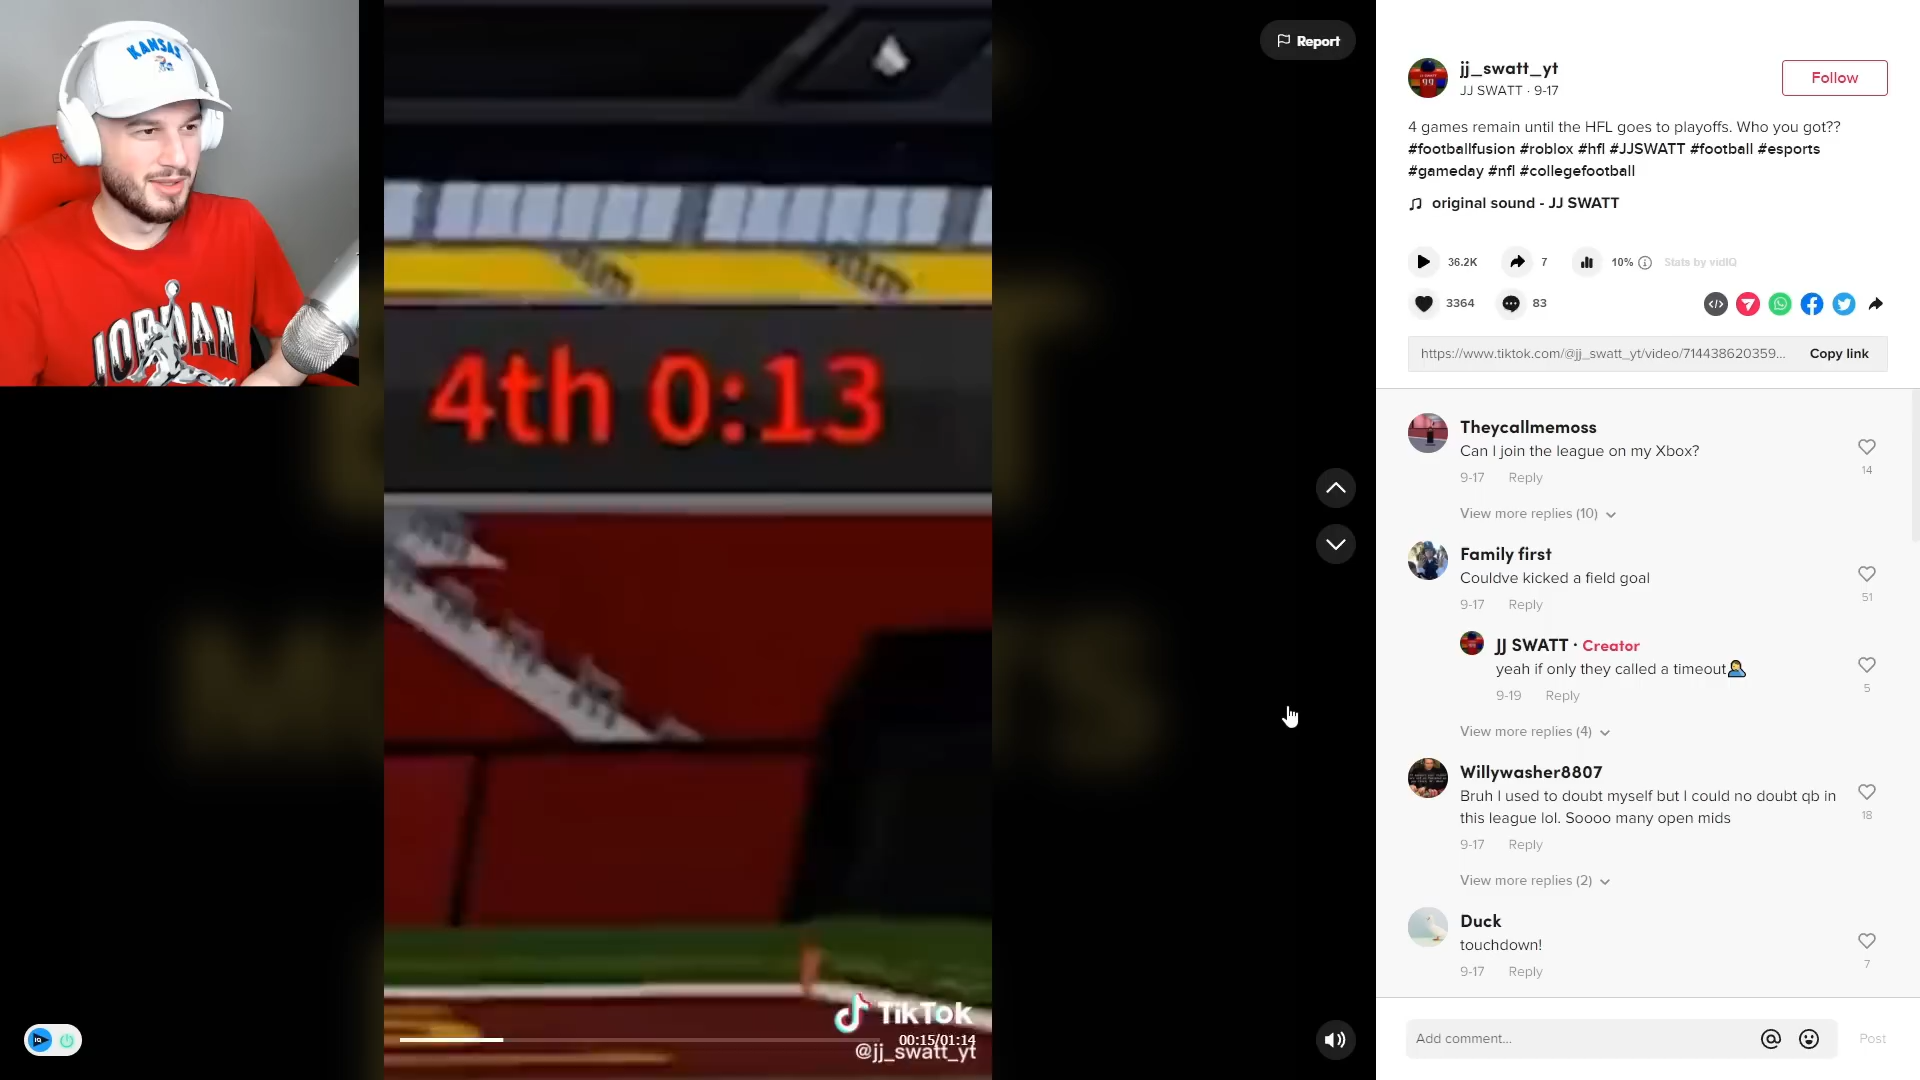 KANSAS
JORDAN
4th 0:13
TikTok
00:15/01:14
@jj_swatt_yt
Report
jj_swatt_yt
JJ SWATT · 9-17
Follow
4 games remain until the HFL goes to playoffs. Who you got??
#footballfusion #roblox #hfl #JJSWATT #football #esports
#gameday #nfl #collegefootball
original sound - JJ SWATT
36.2K
7
10%
Stats by vidIQ
3364
83
https://www.tiktok.com/@jj_swatt_yt/video/714438620359...
Copy link
Theycallmemoss
Can I join the league on my Xbox?
14
9-17 Reply
View more replies (10)
Family first
Couldve kicked a field goal
51
9-17 Reply
JJ SWATT · Creator
yeah if only they called a timeout🤦‍♂️
5
9-19 Reply
View more replies (4)
Willywasher8807
Bruh I used to doubt myself but I could no doubt qb in
this league lol. Soooo many open mids
18
9-17 Reply
View more replies (2)
Duck
touchdown!
7
9-17 Reply
Add comment...
Post